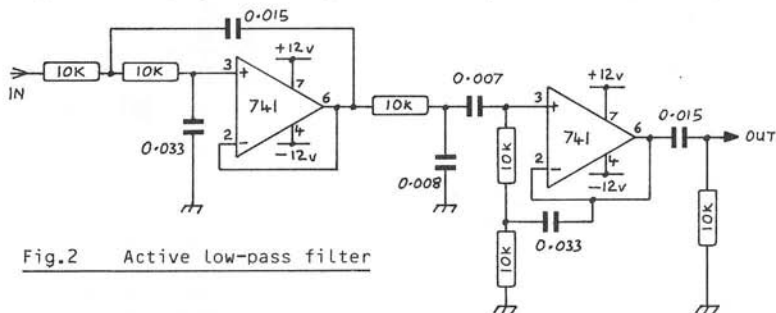 0.015
10K
10K
IN
0.033
3
+
2
-
741
+12v
7
4
-12v
6
10K
0.008
0.007
10K
10K
3
+
2
-
741
+12v
7
4
-12v
6
0.033
0.015
OUT
10K
Fig.2 Active low-pass filter